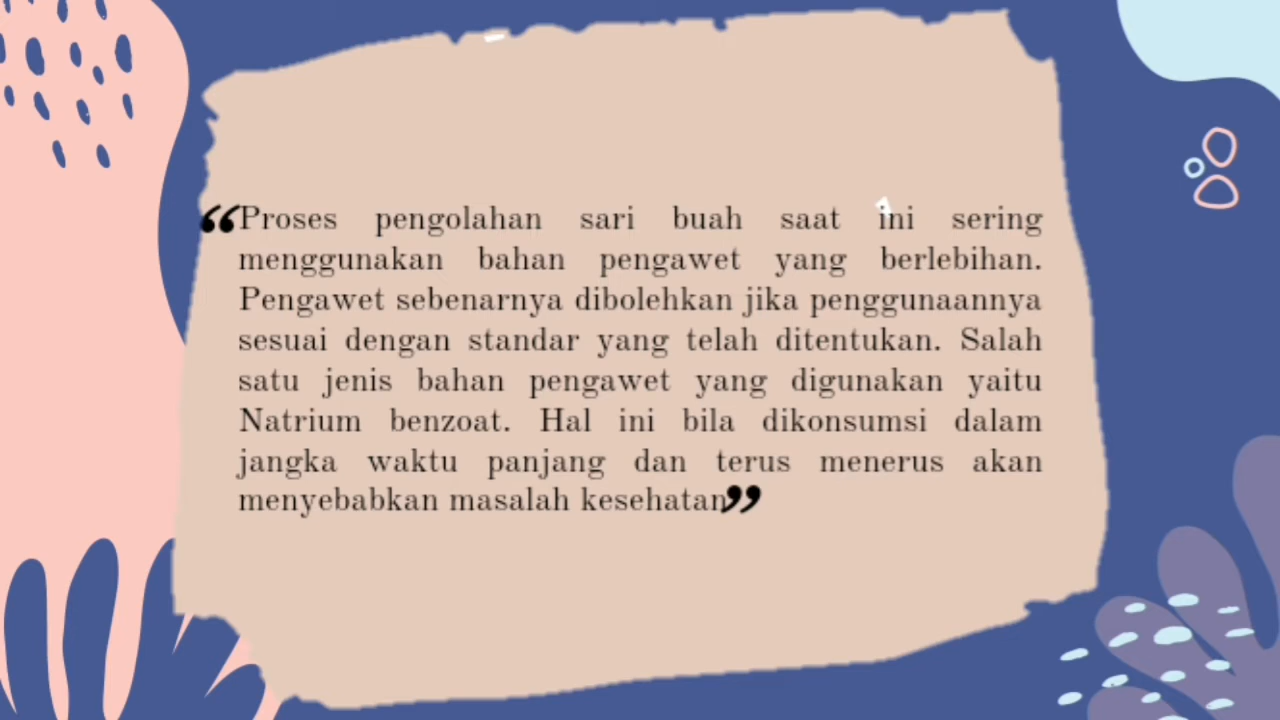 “Proses pengolahan sari buah saat ini sering
menggunakan bahan pengawet yang berlebihan.
Pengawet sebenarnya dibolehkan jika penggunaannya
sesuai dengan standar yang telah ditentukan. Salah
satu jenis bahan pengawet yang digunakan yaitu
Natrium benzoat. Hal ini bila dikonsumsi dalam
jangka waktu panjang dan terus menerus akan
menyebabkan masalah kesehatan”